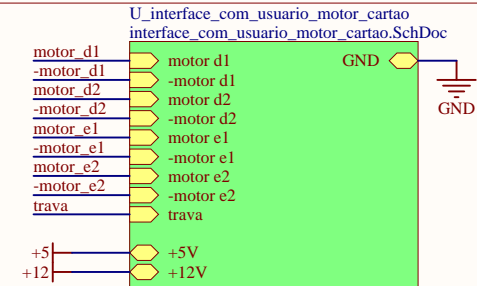 U_interface_com_usuario_motor_cartao
interface_com_usuario_motor_cartao.SchDoc
motor_d1 motor d1 GND
-motor_d1 -motor d1
motor_d2 motor d2
-motor_d2 -motor d2
motor_e1 motor e1
-motor_e1 -motor e1
motor_e2 motor e2
-motor_e2 -motor e2
trava trava
GND
+5 +5V
+12 +12V